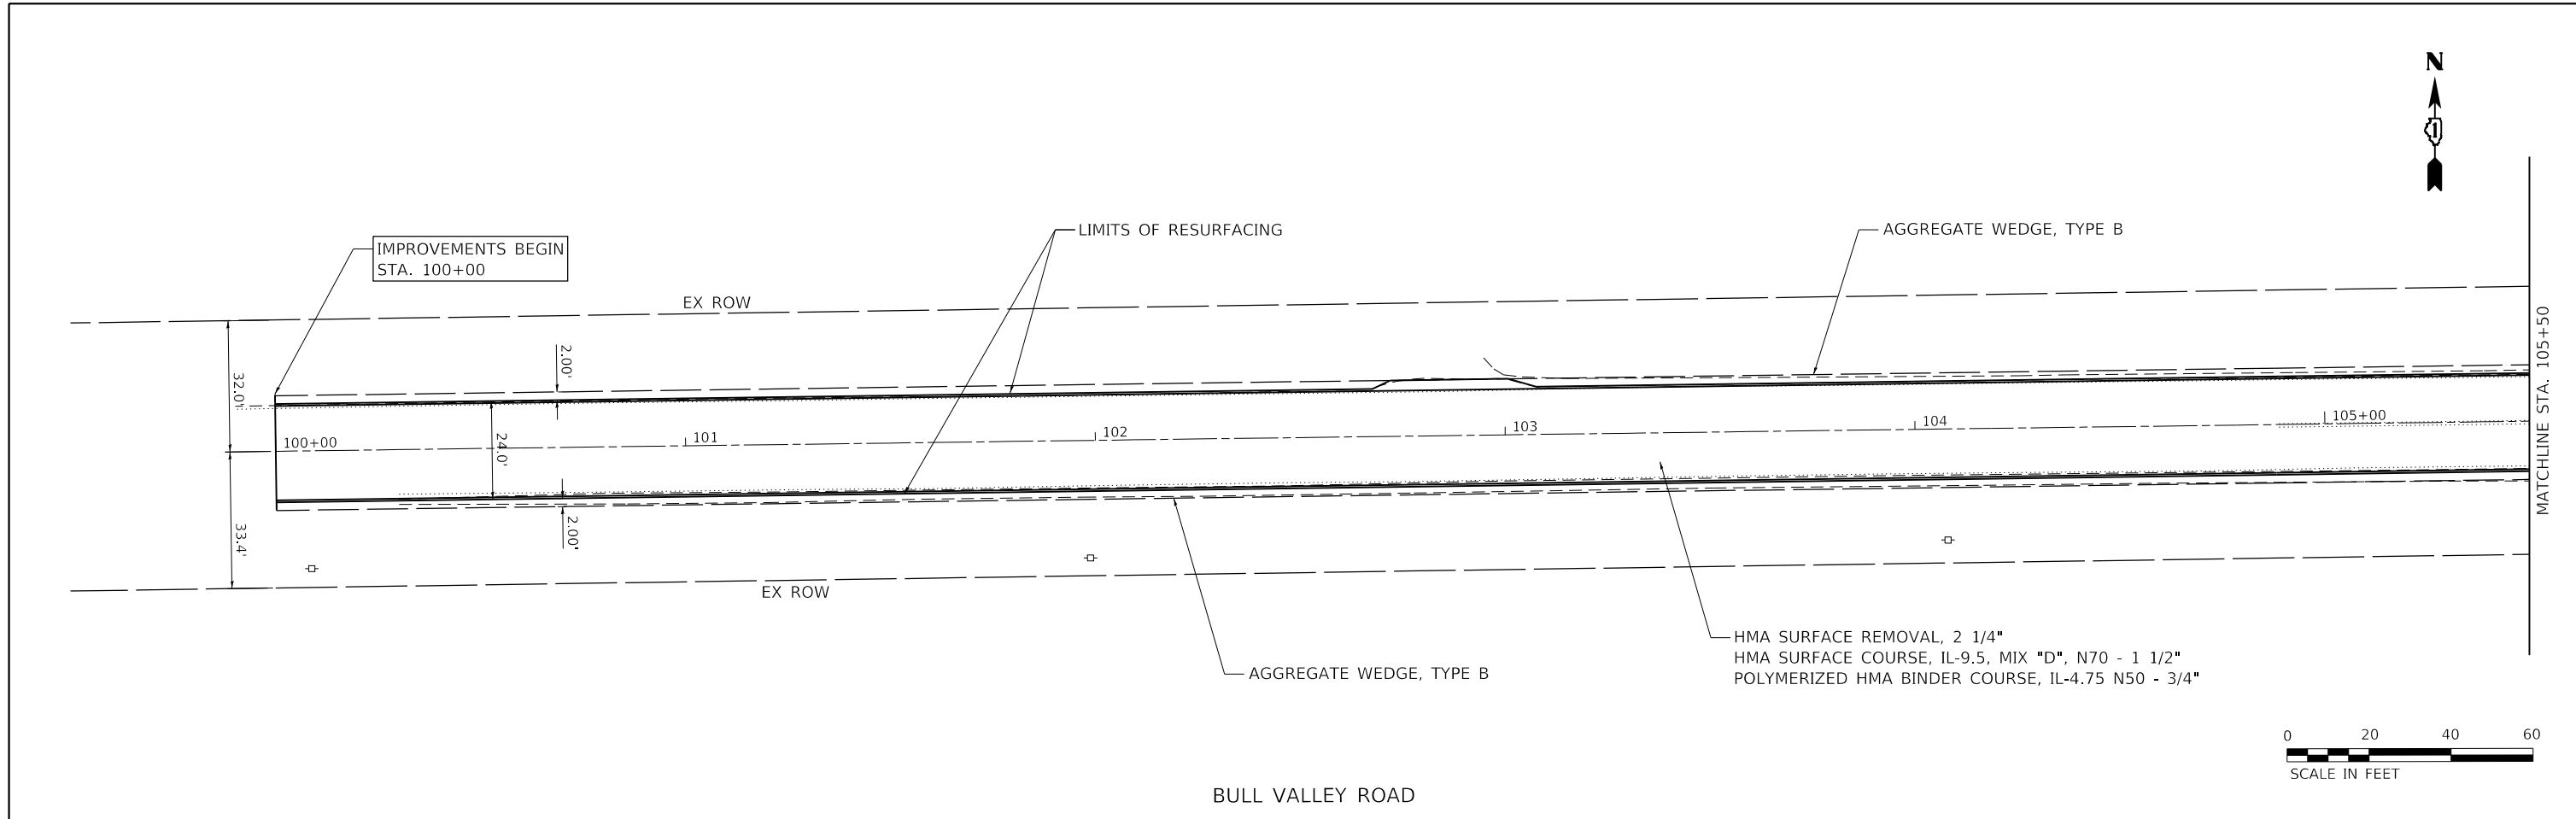 N
1
IMPROVEMENTS BEGIN
STA. 100+00
LIMITS OF RESURFACING
AGGREGATE WEDGE, TYPE B
EX ROW
MATCHLINE STA. 105+50
2.00'
32.0'
100+00
101
102
103
104
105+00
24.0'
33.4'
2.00'
EX ROW
AGGREGATE WEDGE, TYPE B
HMA SURFACE REMOVAL, 2 1/4"
HMA SURFACE COURSE, IL-9.5, MIX "D", N70 - 1 1/2"
POLYMERIZED HMA BINDER COURSE, IL-4.75 N50 - 3/4"
0 20 40 60
SCALE IN FEET
BULL VALLEY ROAD